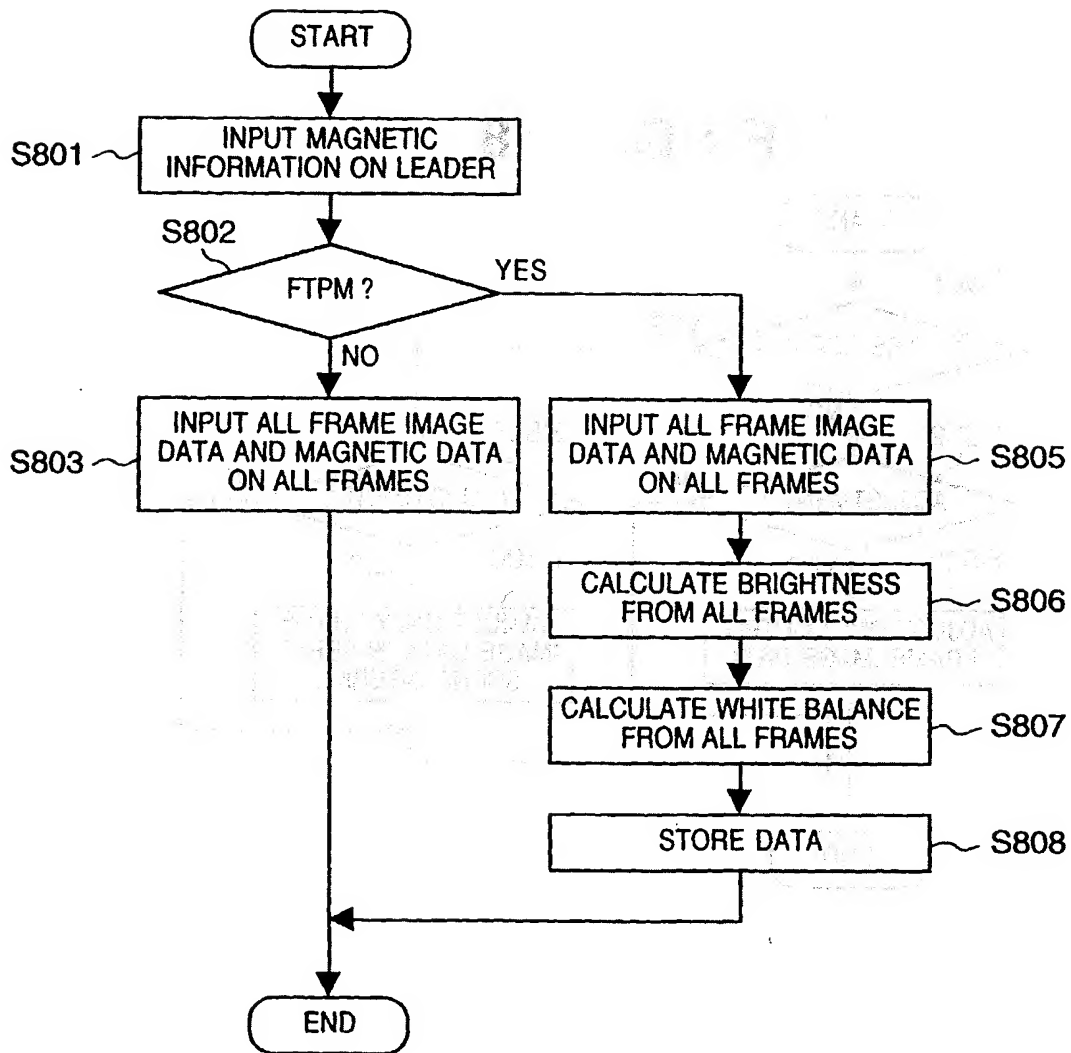 START
S801
INPUT MAGNETIC
INFORMATION ON LEADER
S802
FTPM ?
YES
NO
S803
INPUT ALL FRAME IMAGE
DATA AND MAGNETIC DATA
ON ALL FRAMES
INPUT ALL FRAME IMAGE
DATA AND MAGNETIC DATA
ON ALL FRAMES
S805
CALCULATE BRIGHTNESS
FROM ALL FRAMES
S806
CALCULATE WHITE BALANCE
FROM ALL FRAMES
S807
STORE DATA
S808
END